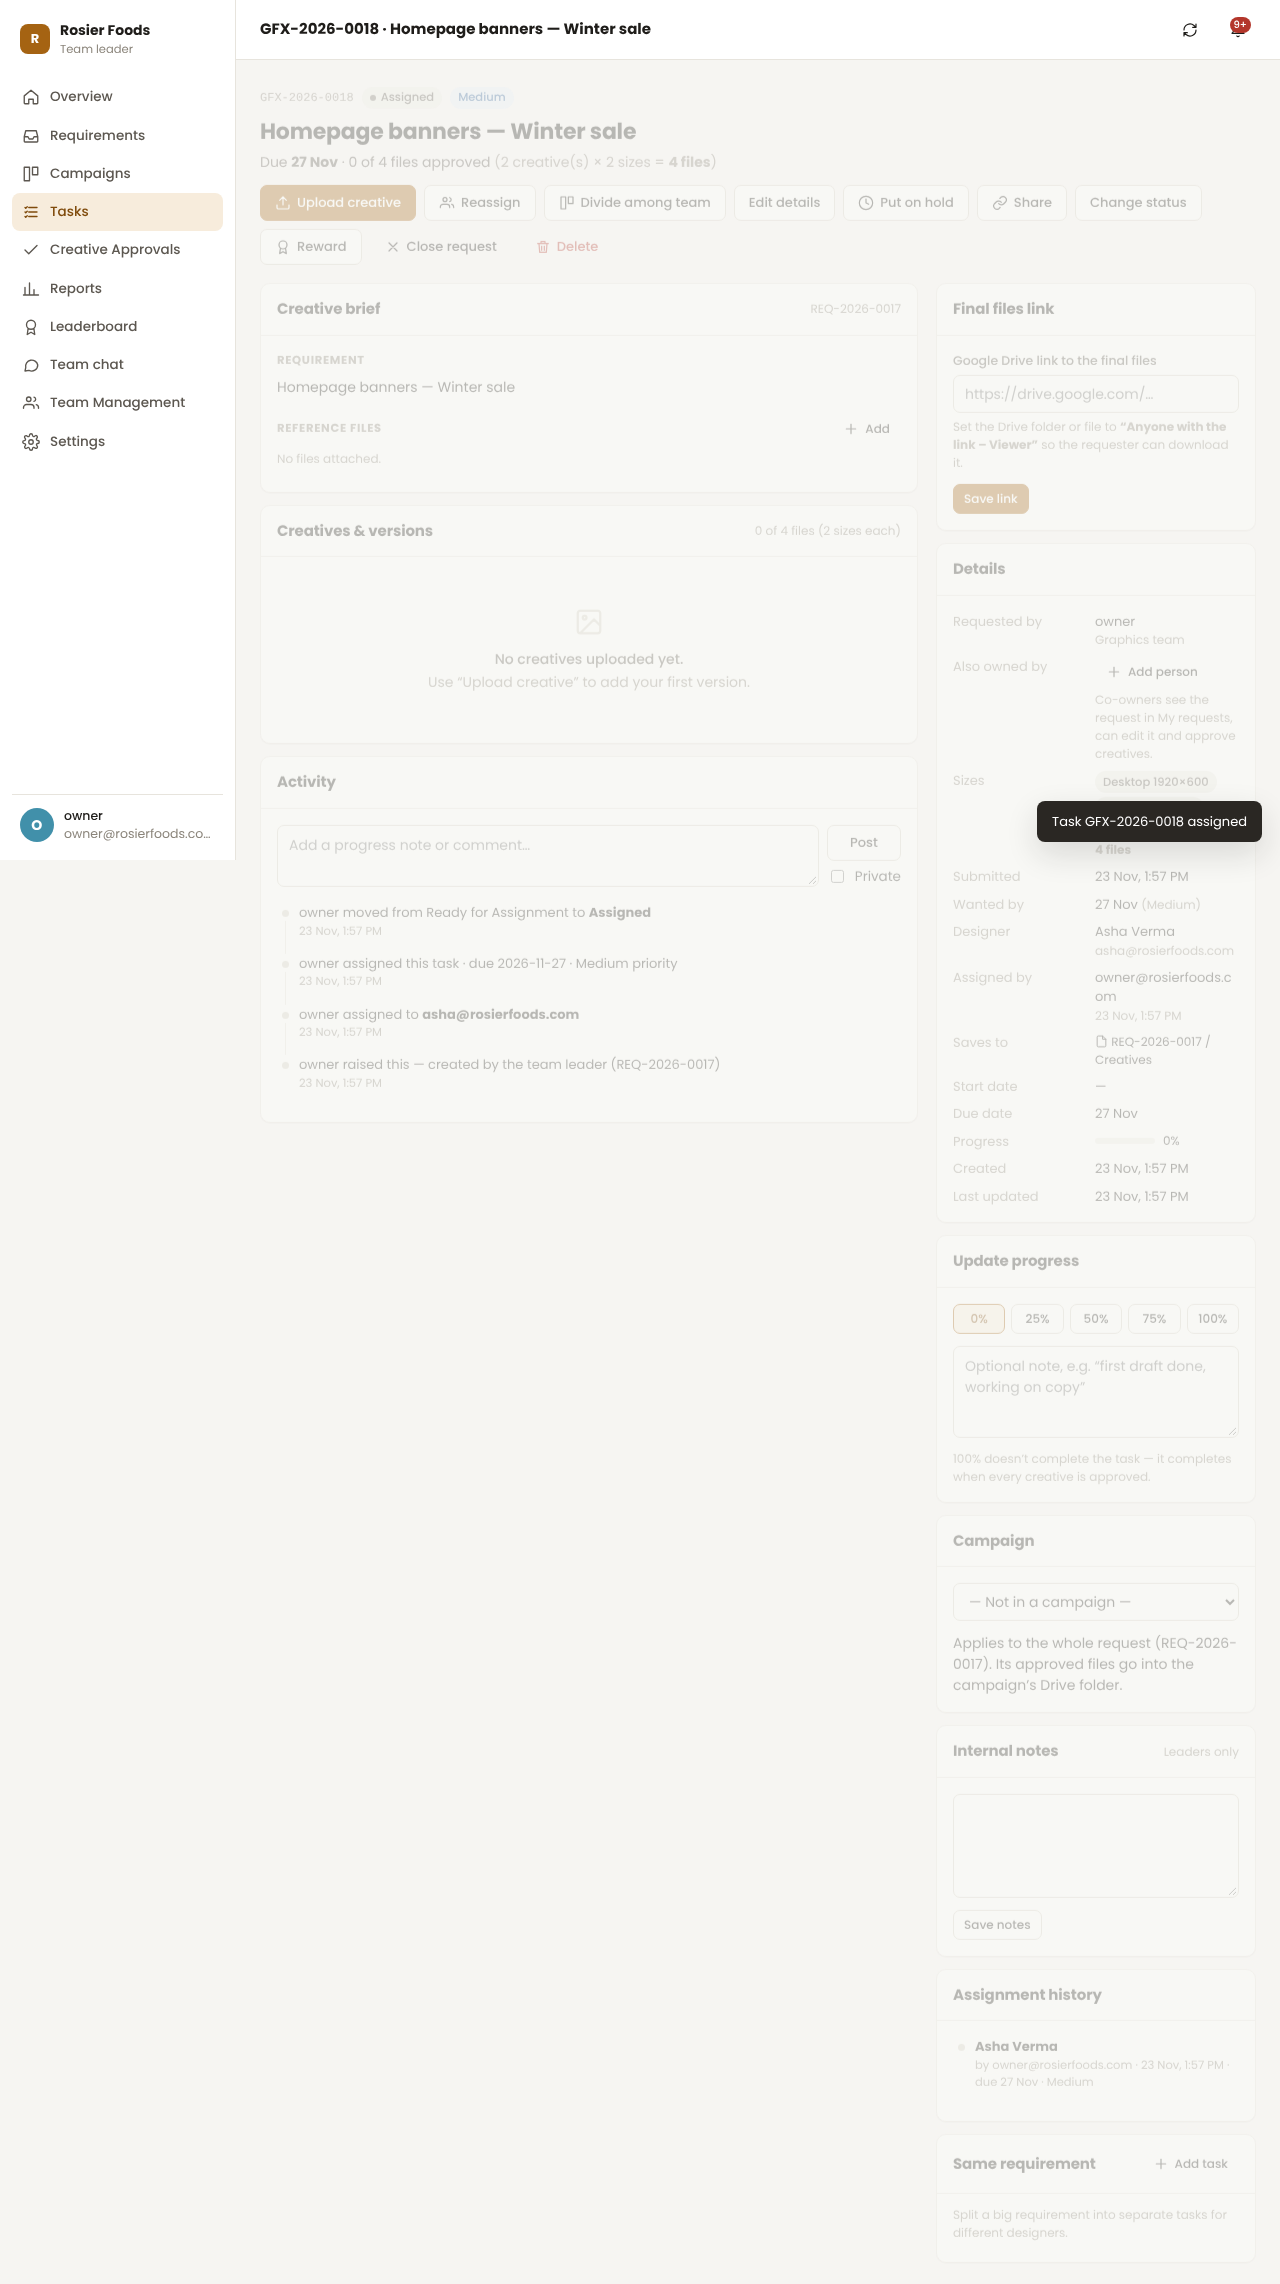 R
Rosier Foods
Team leader
Overview
Requirements
Campaigns
Tasks
Creative Approvals
Reports
Leaderboard
Team chat
Team Management
Settings
O
owner
owner@rosierfoods.co...
GFX-2026-0018 · Homepage banners — Winter sale
9+
GFX-2026-0018
Assigned
Medium
Homepage banners — Winter sale
Due 27 Nov · 0 of 4 files approved (2 creative(s) × 2 sizes = 4 files)
Upload creative
Reassign
Divide among team
Edit details
Put on hold
Share
Change status
Reward
Close request
Delete
Creative brief
REQ-2026-0017
REQUIREMENT
Homepage banners — Winter sale
REFERENCE FILES
Add
No files attached.
Creatives & versions
0 of 4 files (2 sizes each)
No creatives uploaded yet.
Use “Upload creative” to add your first version.
Activity
Add a progress note or comment...
Post
Private
owner moved from Ready for Assignment to Assigned
23 Nov, 1:57 PM
owner assigned this task · due 2026-11-27 · Medium priority
23 Nov, 1:57 PM
owner assigned to asha@rosierfoods.com
23 Nov, 1:57 PM
owner raised this — created by the team leader (REQ-2026-0017)
23 Nov, 1:57 PM
Final files link
Google Drive link to the final files
https://drive.google.com/...
Set the Drive folder or file to “Anyone with the
link – Viewer” so the requester can download
it.
Save link
Details
Requested by
owner
Graphics team
Also owned by
Add person
Co-owners see the
request in My requests,
can edit it and approve
creatives.
Sizes
Desktop 1920×600
Task GFX-2026-0018 assigned
4 files
Submitted
23 Nov, 1:57 PM
Wanted by
27 Nov (Medium)
Designer
Asha Verma
asha@rosierfoods.com
Assigned by
owner@rosierfoods.c
om
23 Nov, 1:57 PM
Saves to
REQ-2026-0017 /
Creatives
Start date
—
Due date
27 Nov
Progress
0%
Created
23 Nov, 1:57 PM
Last updated
23 Nov, 1:57 PM
Update progress
0%
25%
50%
75%
100%
Optional note, e.g. “first draft done,
working on copy”
100% doesn’t complete the task — it completes
when every creative is approved.
Campaign
— Not in a campaign —
Applies to the whole request (REQ-2026-
0017). Its approved files go into the
campaign’s Drive folder.
Internal notes
Leaders only
Save notes
Assignment history
Asha Verma
by owner@rosierfoods.com · 23 Nov, 1:57 PM ·
due 27 Nov · Medium
Same requirement
Add task
Split a big requirement into separate tasks for
different designers.